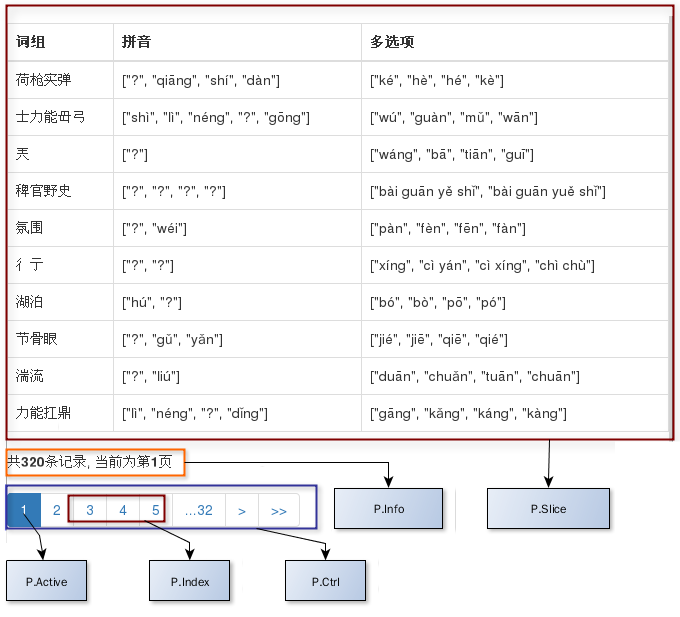 词组 拼音 多选项
荷枪实弹 ["?", "qiāng", "shí", "dàn"] ["ké", "hè", "hé", "kè"]
士力能毌弓 ["shì", "lì", "néng", "?", "gōng"] ["wú", "guàn", "mǔ", "wān"]
兲 ["?"] ["wáng", "bā", "tiān", "guī"]
稗官野史 ["?", "?", "?", "?"] ["bài guān yě shǐ", "bài guān yuě shǐ"]
氛围 ["?", "wéi"] ["pàn", "fèn", "fēn", "fàn"]
彳亍 ["?", "?"] ["xíng", "cì yán", "cì xíng", "chì chù"]
湖泊 ["hú", "?"] ["bó", "bò", "pō", "pó"]
节骨眼 ["?", "gǔ", "yǎn"] ["jié", "jiē", "qiē", "qié"]
湍流 ["?", "liú"] ["duān", "chuǎn", "tuān", "chuān"]
力能扛鼎 ["lì", "néng", "?", "dǐng"] ["gāng", "kāng", "káng", "kàng"]
共320条记录, 当前为第1页
1 2 3 4 5 ...32 > >>
P.Info P.Slice
P.Active P.Index P.Ctrl